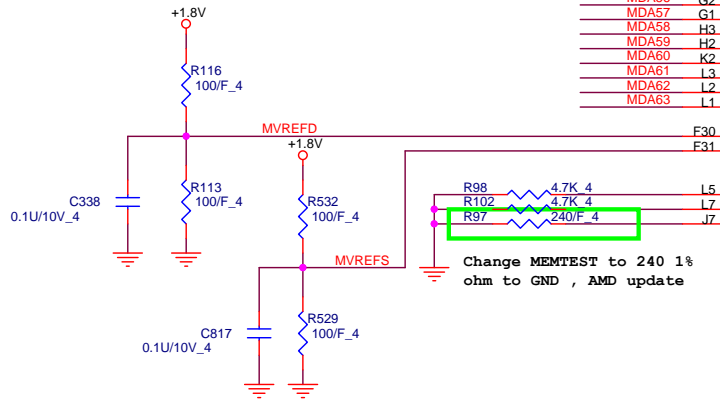 +1.8V
G2
MDA57 G1
MDA58 H3
MDA59 H2
MDA60 K2
MDA61 L3
MDA62 L2
MDA63 L1
R116
100/F_4
MVREFD
F30
+1.8V
F31
C338
0.1U/10V_4
R113
100/F_4
R532
100/F_4
R98 4.7K_4 L5
R102 4.7K_4 L7
R97 240/F_4 J7
MVREFS
Change MEMTEST to 240 1%
ohm to GND , AMD update
C817
0.1U/10V_4
R529
100/F_4